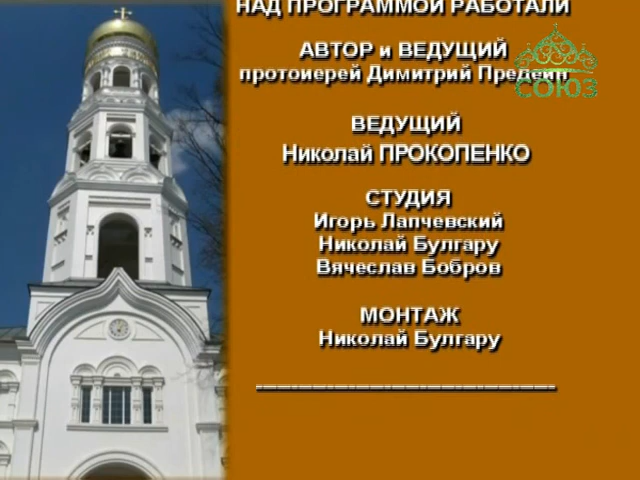 НАД ПРОГРАММОЙ РАБОТАЛИ
АВТОР и ВЕДУЩИЙ
протоиерей Димитрий Предеин
СОЮЗ
ВЕДУЩИЙ
Николай ПРОКОПЕНКО
СТУДИЯ
Игорь Лапчевский
Николай Булгару
Вячеслав Бобров
МОНТАЖ
Николай Булгару